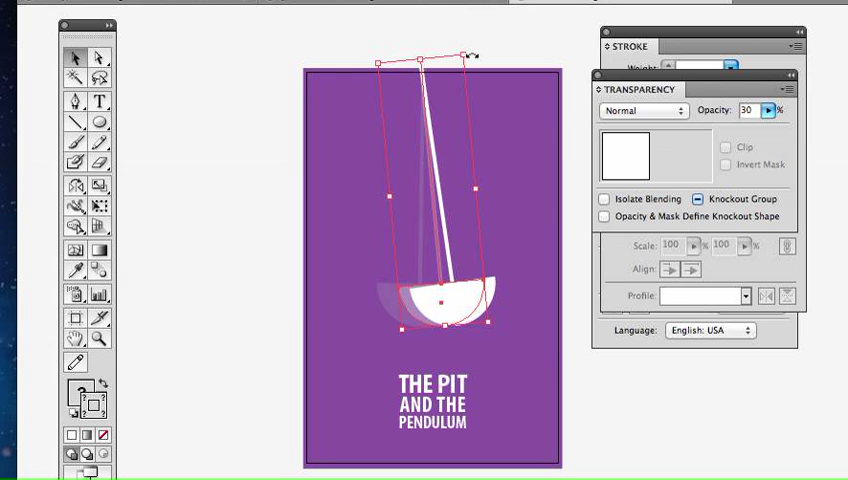 STROKE
Weight:
TRANSPARENCY
Normal
Opacity: 30 %
Clip
Invert Mask
Isolate Blending
Knockout Group
Opacity & Mask Define Knockout Shape
Scale: 100 % 100 %
Align:
Profile:
Language: English: USA
T
?
THE PIT
AND THE
PENDULUM